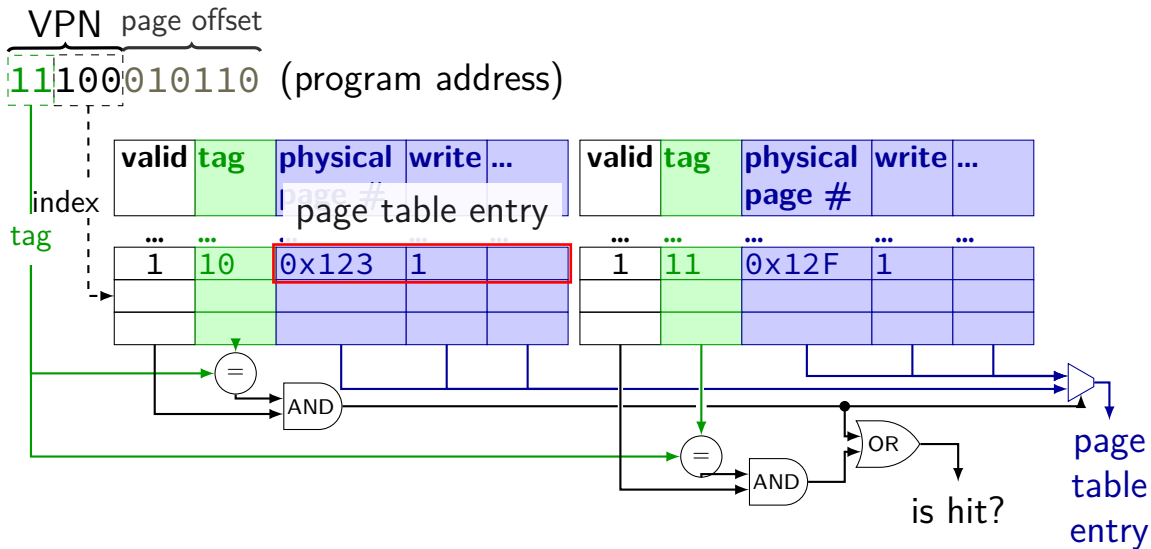 VPN page offset
11100010110 (program address)
valid tag physical page # write ... valid tag physical page # write ...
index
page table entry
tag
... ... ... ... ... ... ... ... ... ...
1 10 0x123 1 1 11 0x12F 1
=
AND
=
AND
OR
is hit?
page
table
entry